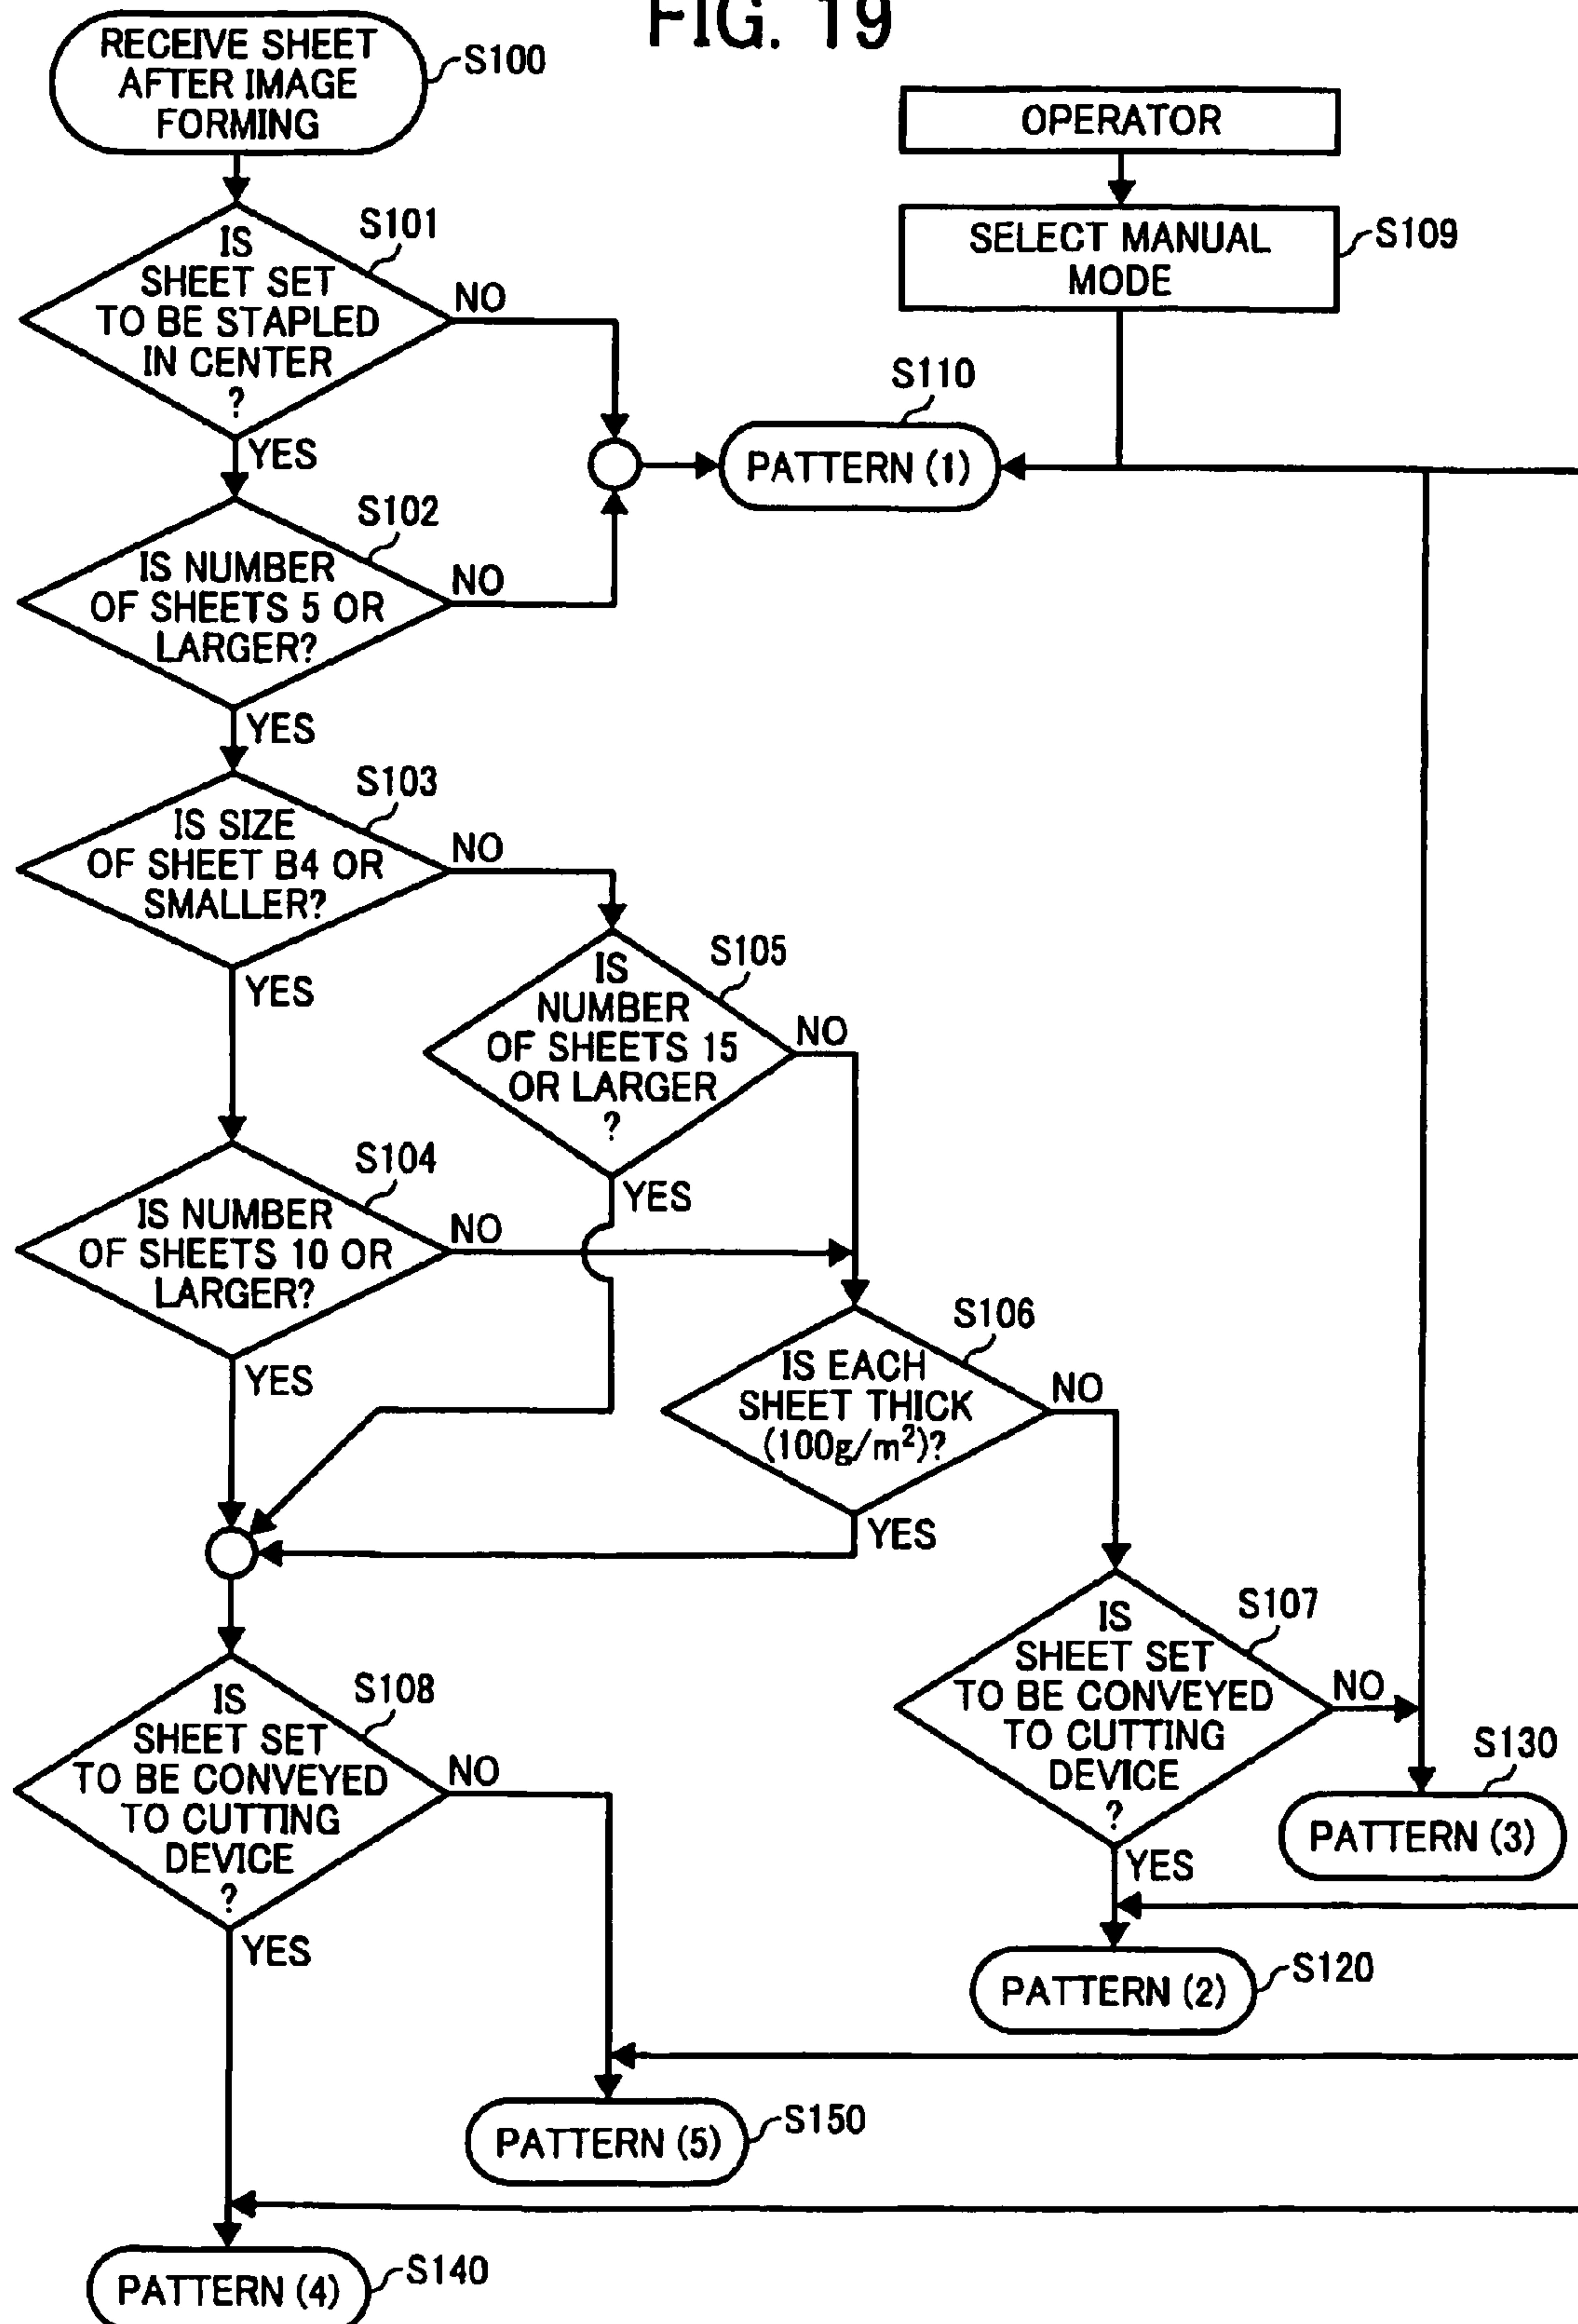 FIG. 19
RECEIVE SHEET
AFTER IMAGE
FORMING
S100
OPERATOR
SELECT MANUAL
MODE
S109
IS
SHEET SET
TO BE STAPLED
IN CENTER
?
S101
NO
YES
S110
PATTERN (1)
S102
IS NUMBER
OF SHEETS 5 OR
LARGER?
NO
YES
S103
IS SIZE
OF SHEET B4 OR
SMALLER?
NO
YES
S105
IS
NUMBER
OF SHEETS 15
OR LARGER
?
NO
YES
S104
IS NUMBER
OF SHEETS 10 OR
LARGER?
NO
YES
S106
IS EACH
SHEET THICK
(100g/m²)?
NO
YES
S107
IS
SHEET SET
TO BE CONVEYED
TO CUTTING
DEVICE
?
NO
YES
S130
PATTERN (3)
S108
IS
SHEET SET
TO BE CONVEYED
TO CUTTING
DEVICE
?
NO
YES
PATTERN (2)
S120
PATTERN (5)
S150
PATTERN (4)
S140